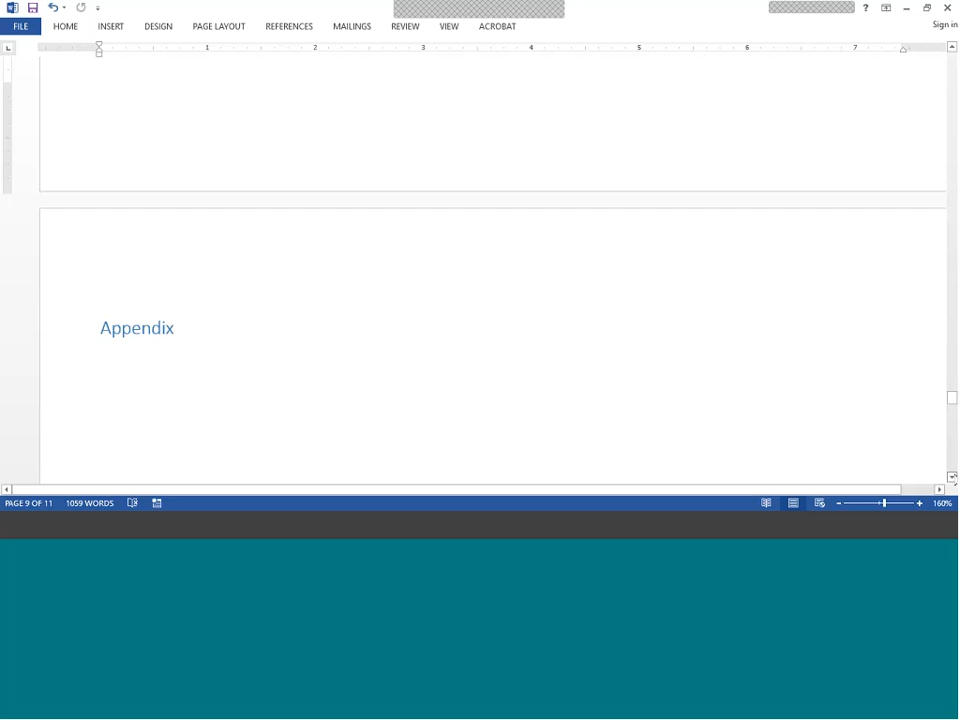 FILE HOME INSERT DESIGN PAGE LAYOUT REFERENCES MAILINGS REVIEW VIEW ACROBAT Sign in
1 2 3 4 5 6 7
Appendix
PAGE 9 OF 11 1059 WORDS 160%